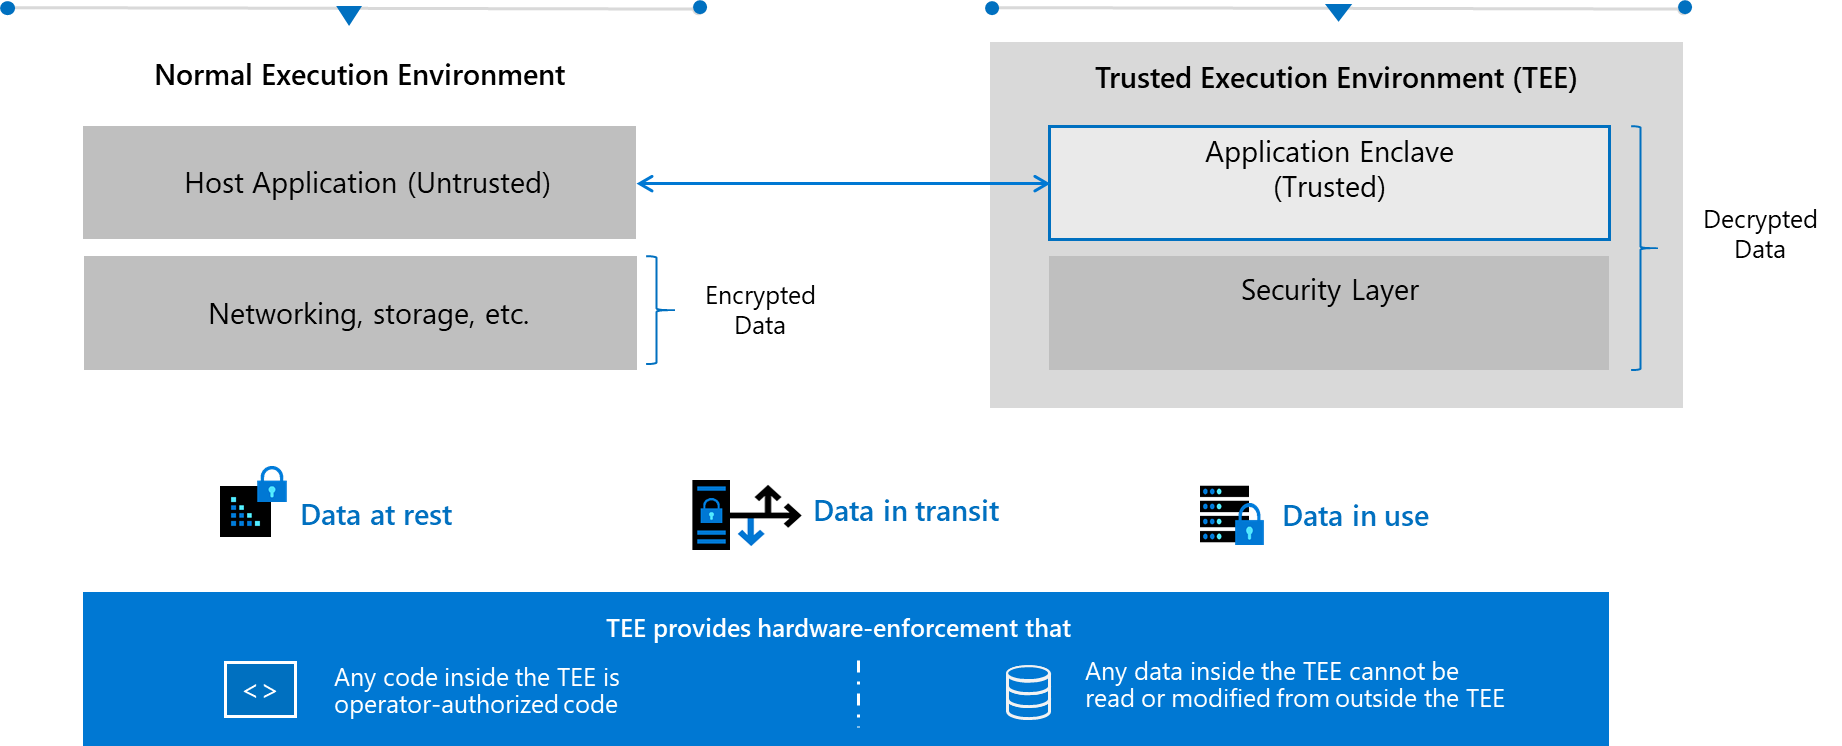 Normal Execution Environment
Trusted Execution Environment (TEE)
Host Application (Untrusted)
Application Enclave
(Trusted)
Decrypted
Data
Networking, storage, etc.
Encrypted
Data
Security Layer
Data at rest
Data in transit
Data in use
TEE provides hardware-enforcement that
<>
Any code inside the TEE is
operator-authorized code
Any data inside the TEE cannot be
read or modified from outside the TEE